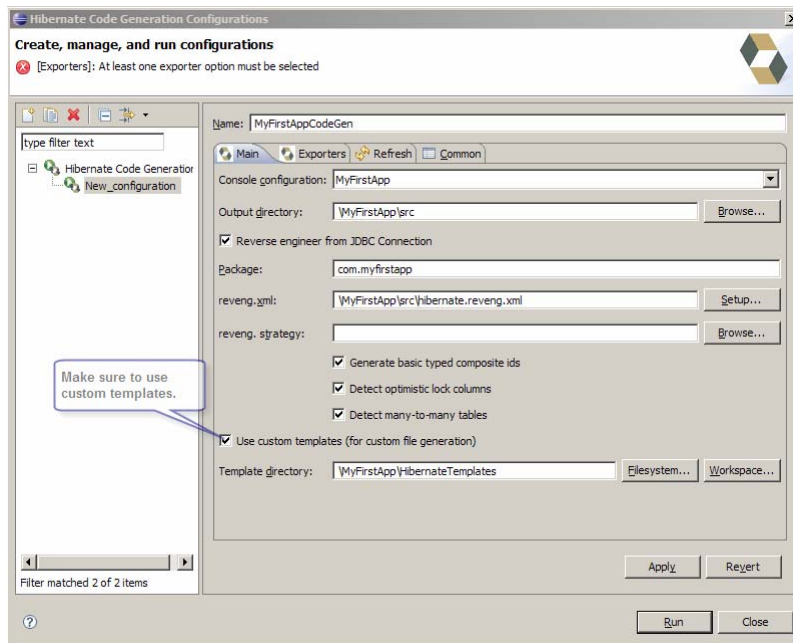 Hibernate Code Generation Configurations
Create, manage, and run configurations
[Exporters]: At least one exporter option must be selected
type filter text
Hibernate Code Generation
New_configuration
Filter matched 2 of 2 items
Name: MyFirstAppCodeGen
Main Exporters Refresh Common
Console configuration: MyFirstApp
Output directory: \MyFirstApp\src Browse...
Reverse engineer from JDBC Connection
Package: com.myfirstapp
reveng.xml: \MyFirstApp\src\hibernate.reveng.xml Setup...
reveng. strategy: Browse...
Generate basic typed composite ids
Detect optimistic lock columns
Detect many-to-many tables
Make sure to use
custom templates.
Use custom templates (for custom file generation)
Template directory: \MyFirstApp\HibernateTemplates Filesystem... Workspace...
Apply Revert
Run Close